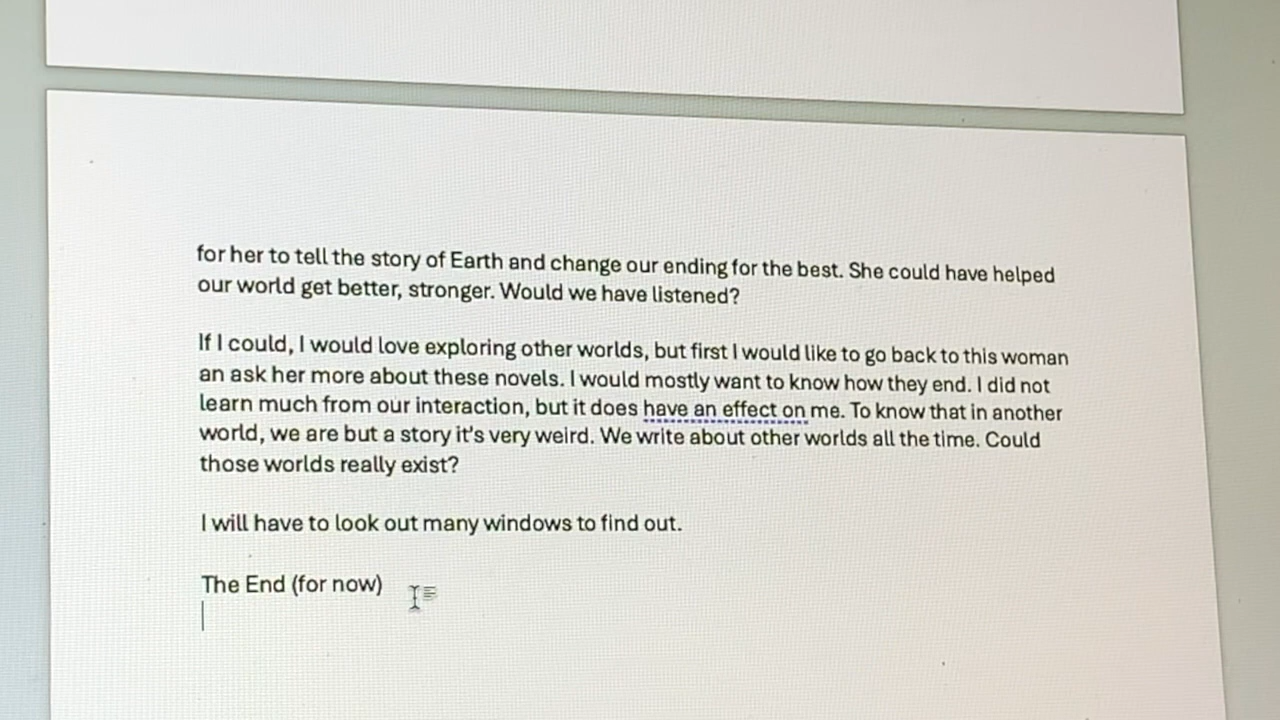 for her to tell the story of Earth and change our ending for the best. She could have helped
our world get better, stronger. Would we have listened?
If I could, I would love exploring other worlds, but first I would like to go back to this woman
an ask her more about these novels. I would mostly want to know how they end. I did not
learn much from our interaction, but it does have an effect on me. To know that in another
world, we are but a story it's very weird. We write about other worlds all the time. Could
those worlds really exist?
I will have to look out many windows to find out.
The End (for now)